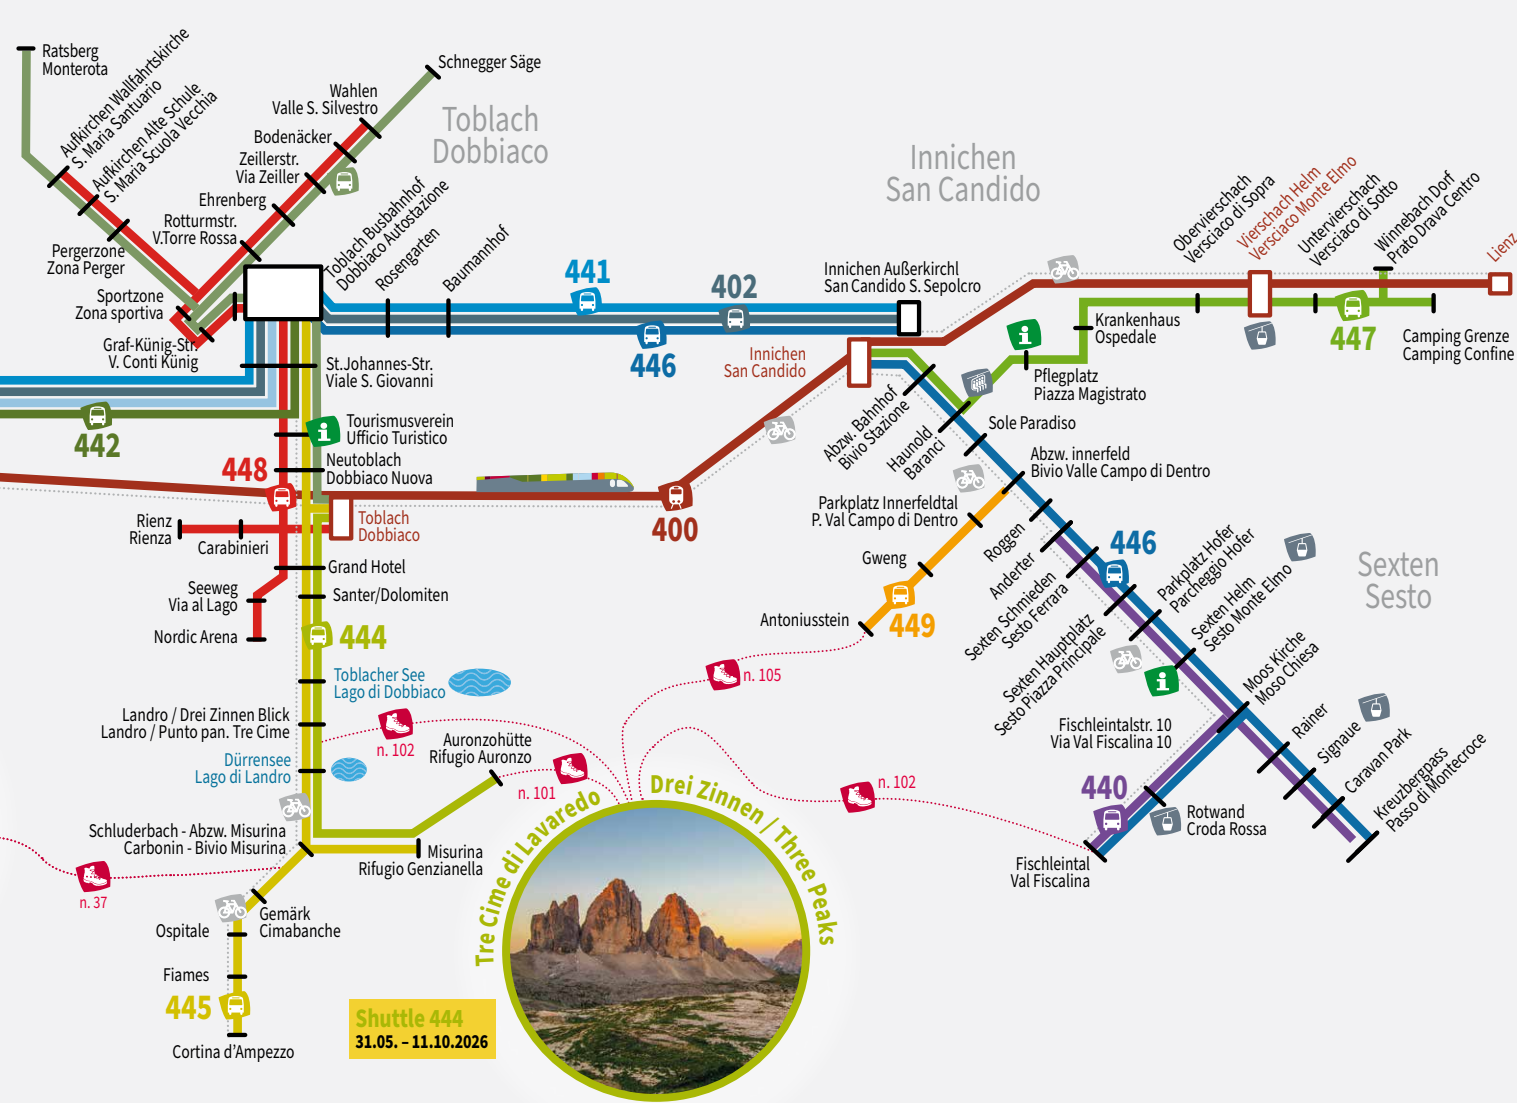 Ratsberg
Monterota
Aufkirchen Wallfahrtskirche
S. Maria Santuario
Aufkirchen Alte Schule
S. Maria Scuola Vecchia
Pergerzone
Zona Perger
Schnegger Säge
Wahlen
Valle S. Silvestro
Bodenäcker
Zeillerstr.
Via Zeiller
Ehrenberg
Rotturmstr.
V.Torre Rossa
Sportzone
Zona sportiva
Graf-Künig-Str.
V. Conti Künig
Toblach
Dobbiaco
Toblach Busbahnhof
Dobbiaco Autostazione
Rosengarten
Baumannhof
441
402
446
Innichen
San Candido
Innichen Außerkirchl
San Candido S. Sepolcro
Innichen
San Candido
Obervierschach
Versciaco di Sopra
Vierschach Helm
Versciaco Monte Elmo
Untervierschach
Versciaco di Sotto
Winnebach Dorf
Prato Drava Centro
Lienz
Krankenhaus
Ospedale
447
Camping Grenze
Camping Confine
Pflegplatz
Piazza Magistrato
St.Johannes-Str.
Viale S. Giovanni
Tourismusverein
Ufficio Turistico
Neutoblach
Dobbiaco Nuova
442
448
Rienz
Rienza
Carabinieri
Toblach
Dobbiaco
400
Grand Hotel
Santer/Dolomiten
Seeweg
Via al Lago
Nordic Arena
444
Toblacher See
Lago di Dobbiaco
Landro / Drei Zinnen Blick
Landro / Punto pan. Tre Cime
n. 102
Dürrensee
Lago di Landro
Auronzohütte
Rifugio Auronzo
n. 101
Schluderbach - Abzw. Misurina
Carbonin - Bivio Misurina
Misurina
Rifugio Genzianella
n. 37
Gemärk
Cimabanche
Ospitale
Fiames
445
Cortina d'Ampezzo
Shuttle 444
31.05. – 11.10.2026
Tre Cime di Lavaredo
Drei Zinnen / Three Peaks
Abzw. Bahnhof
Bivio Stazione
Haunold
Baranci
Sole Paradiso
Abzw. innerfeld
Bivio Valle Campo di Dentro
Parkplatz Innerfeldtal
P. Val Campo di Dentro
Gweng
Antoniusstein
449
n. 105
Roggen
Anderter
Sexten Schmieden
Sesto Ferrara
Sexten Hauptplatz
Sesto Piazza Principale
446
Parkplatz Hofer
Parcheggio Hofer
Sexten Helm
Sesto Monte Elmo
Sexten
Sesto
Moos Kirche
Moso Chiesa
Rainer
Signaue
Caravan Park
Kreuzbergpass
Passo di Montecroce
Fischleintalstr. 10
Via Val Fiscalina 10
440
Rotwand
Croda Rossa
Fischleintal
Val Fiscalina
n. 102